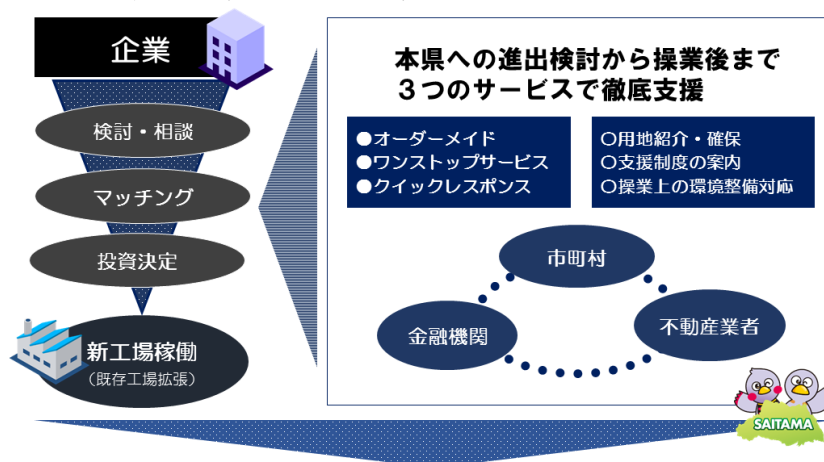 企業
検討・相談
マッチング
投資決定
新工場稼働
（既存工場拡張）
本県への進出検討から操業後まで
３つのサービスで徹底支援
●オーダーメイド
●ワンストップサービス
●クイックレスポンス
○用地紹介・確保
○支援制度の案内
○操業上の環境整備対応
市町村
金融機関
不動産業者
SAITAMA